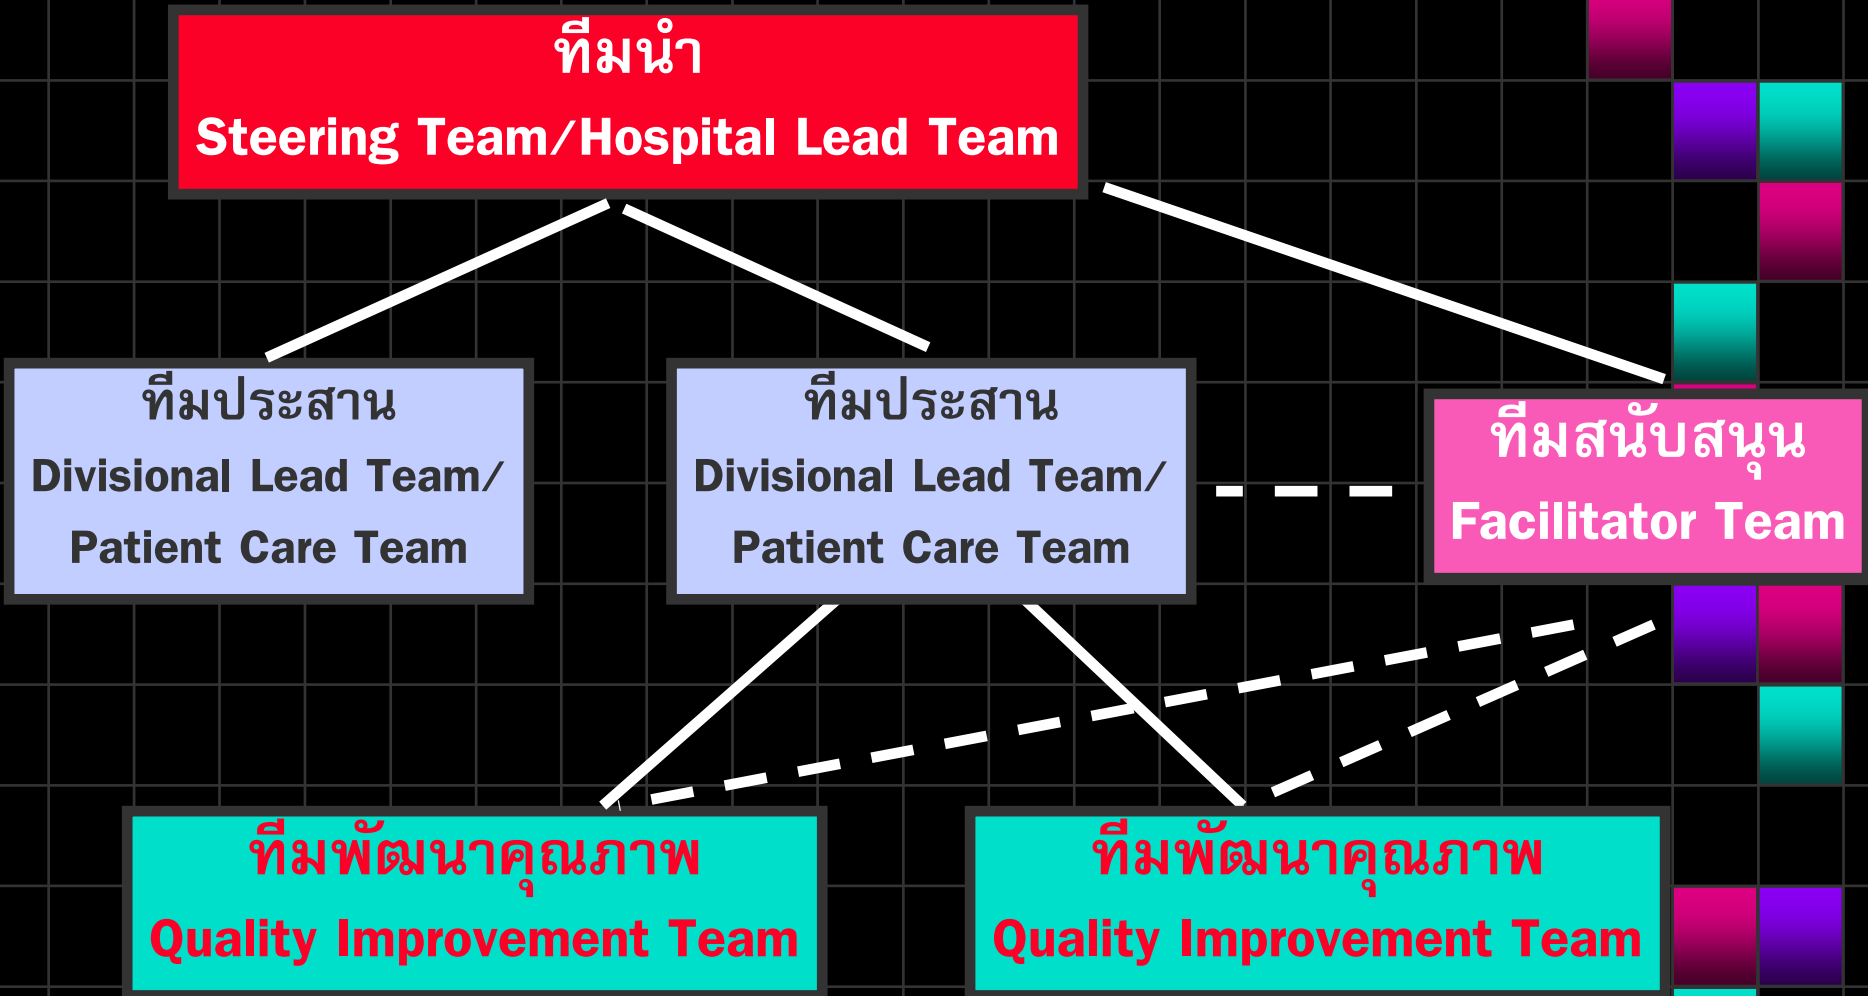 ทีมนำ
Steering Team/Hospital Lead Team
ทีมประสาน
Divisional Lead Team/
Patient Care Team
ทีมประสาน
Divisional Lead Team/
Patient Care Team
ทีมสนับสนุน
Facilitator Team
ทีมพัฒนาคุณภาพ
Quality Improvement Team
ทีมพัฒนาคุณภาพ
Quality Improvement Team